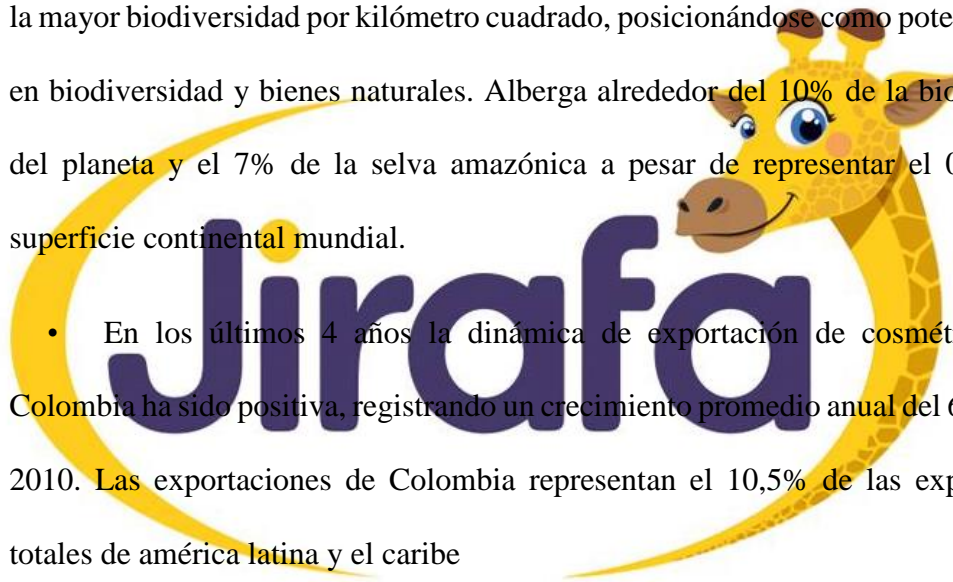 la mayor biodiversidad por kilómetro cuadrado, posicionándose como pote
en biodiversidad y bienes naturales. Alberga alrededor del 10% de la bio
del planeta y el 7% de la selva amazónica a pesar de representar el 0
superficie continental mundial.
Jirafa
• En los últimos 4 años la dinámica de exportación de cosmét
Colombia ha sido positiva, registrando un crecimiento promedio anual del 6
2010. Las exportaciones de Colombia representan el 10,5% de las exp
totales de américa latina y el caribe